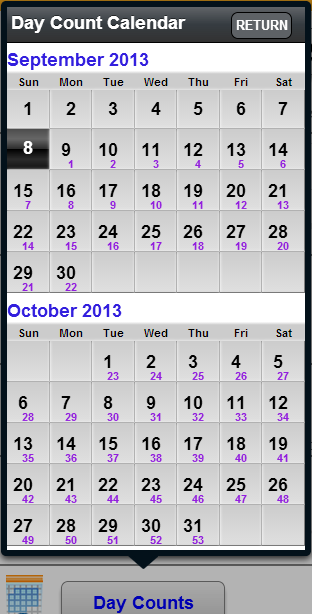 Day Count Calendar RETURN
September 2013
Sun Mon Tue Wed Thu Fri Sat
1 2 3 4 5 6 7
8 9 10 11 12 13 14
1 2 3 4 5 6
15 16 17 18 19 20 21
7 8 9 10 11 12 13
22 23 24 25 26 27 28
14 15 16 17 18 19 20
29 30
21 22
October 2013
Sun Mon Tue Wed Thu Fri Sat
1 2 3 4 5
23 24 25 26 27
6 7 8 9 10 11 12
28 29 30 31 32 33 34
13 14 15 16 17 18 19
35 36 37 38 39 40 41
20 21 22 23 24 25 26
42 43 44 45 46 47 48
27 28 29 30 31
49 50 51 52 53
Day Counts